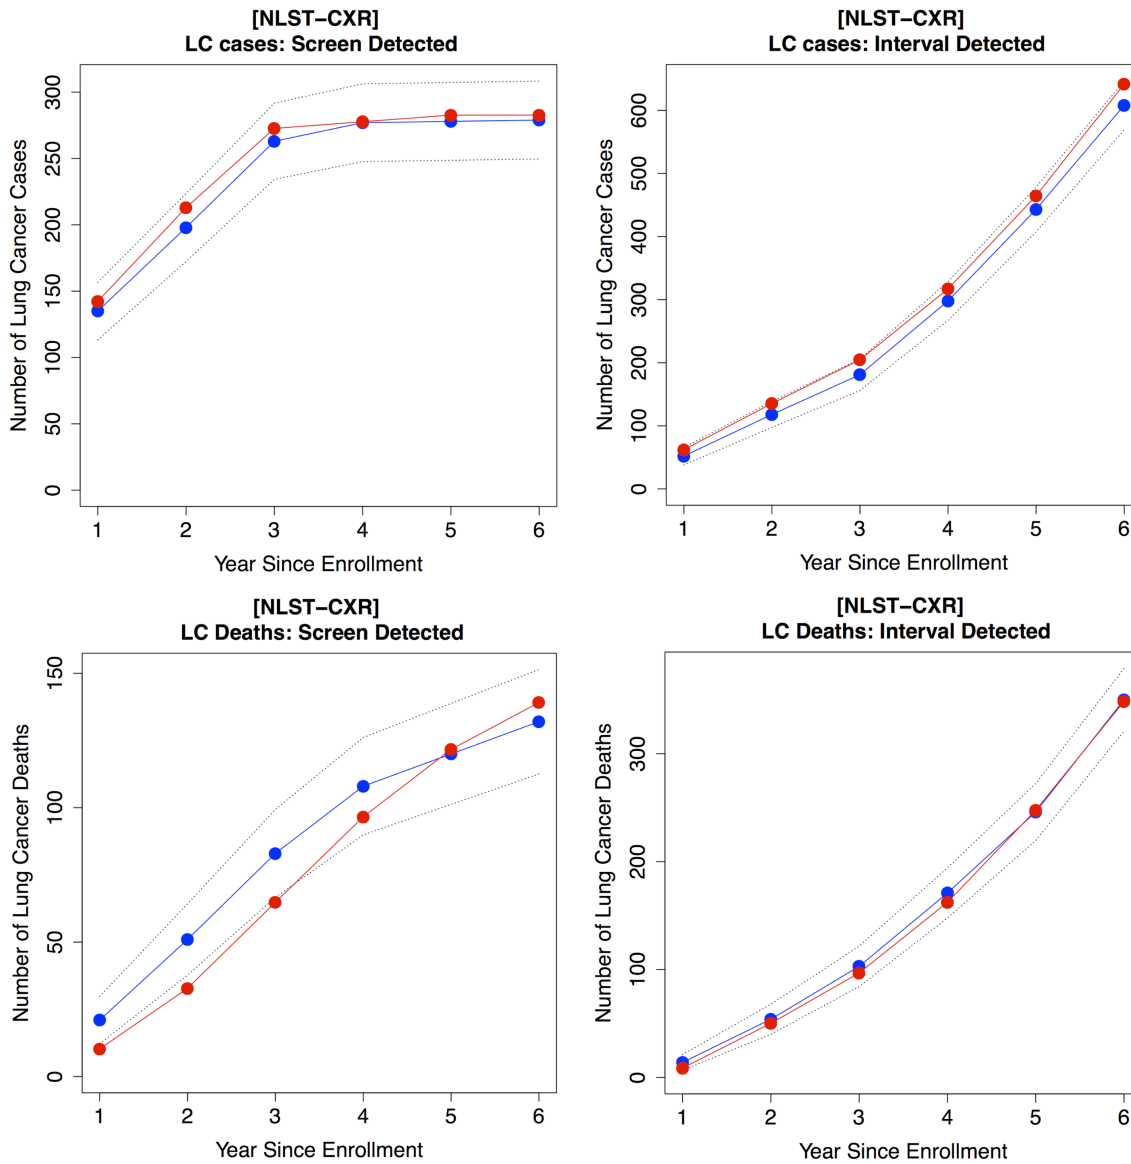 [NLST−CXR]
LC cases: Screen Detected
Number of Lung Cancer Cases
300
250
200
150
100
50
0
1 2 3 4 5 6
Year Since Enrollment
[NLST−CXR]
LC cases: Interval Detected
Number of Lung Cancer Cases
600
500
400
300
200
100
0
1 2 3 4 5 6
Year Since Enrollment
[NLST−CXR]
LC Deaths: Screen Detected
Number of Lung Cancer Deaths
150
100
50
0
1 2 3 4 5 6
Year Since Enrollment
[NLST−CXR]
LC Deaths: Interval Detected
Number of Lung Cancer Deaths
300
200
100
0
1 2 3 4 5 6
Year Since Enrollment